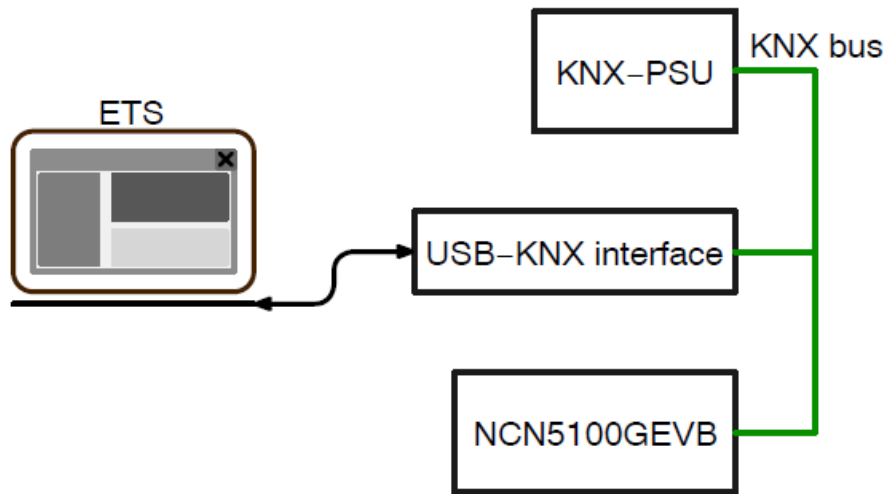 ETS
KNX−PSU
KNX bus
USB−KNX interface
NCN5100GEVB